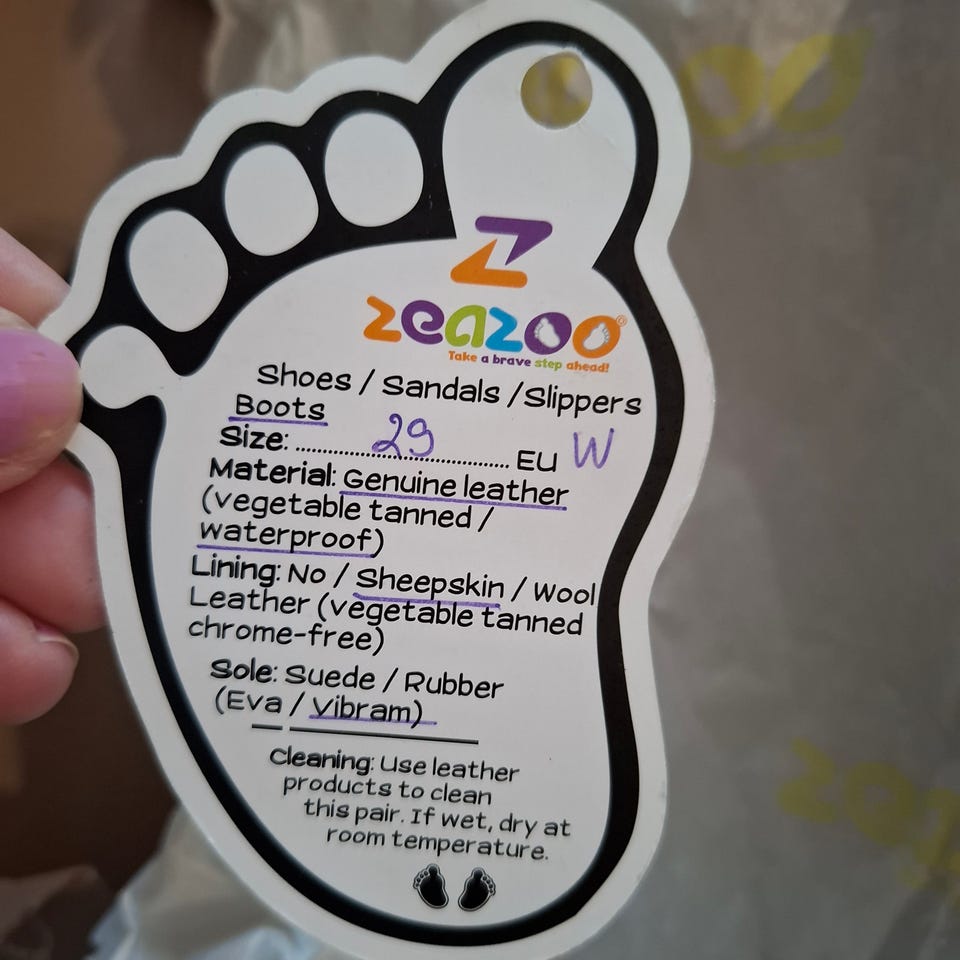 zeazoo®
Take a brave step ahead!
Shoes / Sandals / Slippers
Boots
Size: ........ 29 ........ EU W
Material: Genuine leather
(vegetable tanned /
waterproof)
Lining: No / Sheepskin / Wool
Leather (vegetable tanned
chrome-free)
Sole: Suede / Rubber
(Eva / Vibram)
Cleaning: Use leather
products to clean
this pair. If wet, dry at
room temperature.